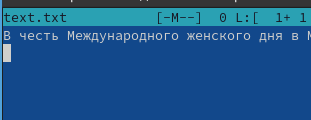 text.txt [-M--] 0 L:[ 1+ 1
В честь Международного женского дня в